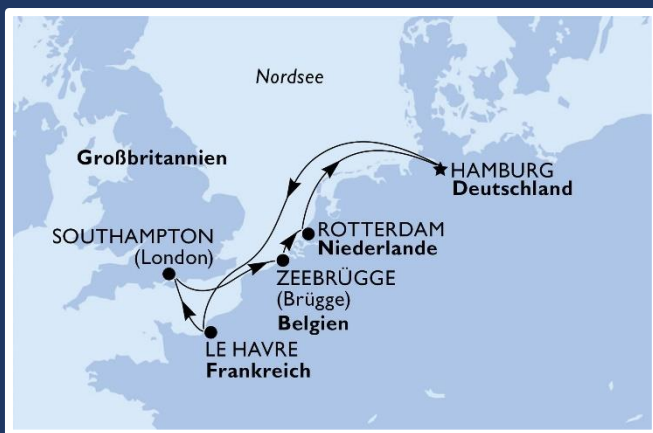 Nordsee
Großbritannien
HAMBURG
Deutschland
SOUTHAMPTON
(London)
ROTTERDAM
Niederlande
ZEEBRÜGGE
(Brügge)
Belgien
LE HAVRE
Frankreich